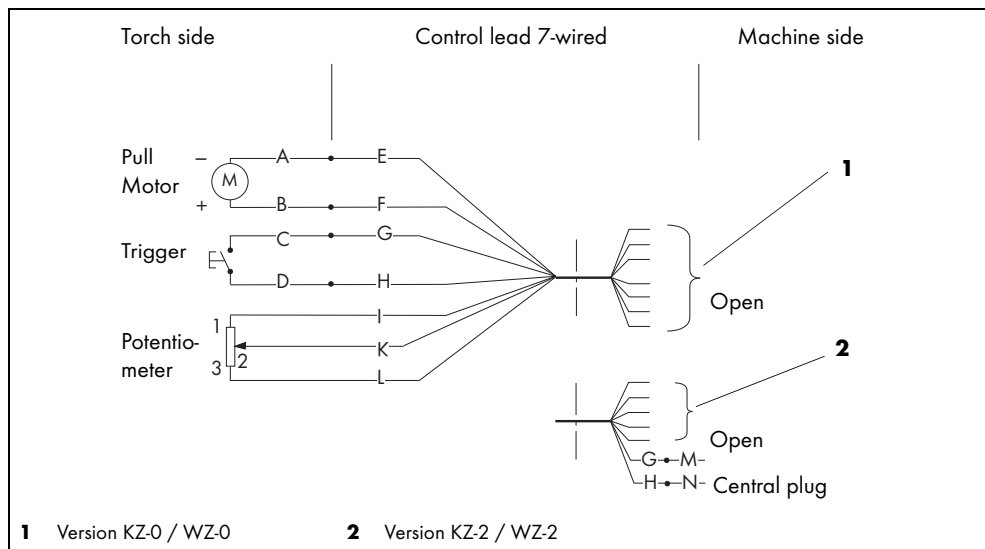 Torch side Control lead 7-wired Machine side
Pull Motor
–
M
+
A E
B F
1
Trigger
C G
D H
Open
Potentio-
meter
1
2
3
I
K
L
2
Open
G M
H N Central plug
1 Version KZ-0 / WZ-0 2 Version KZ-2 / WZ-2